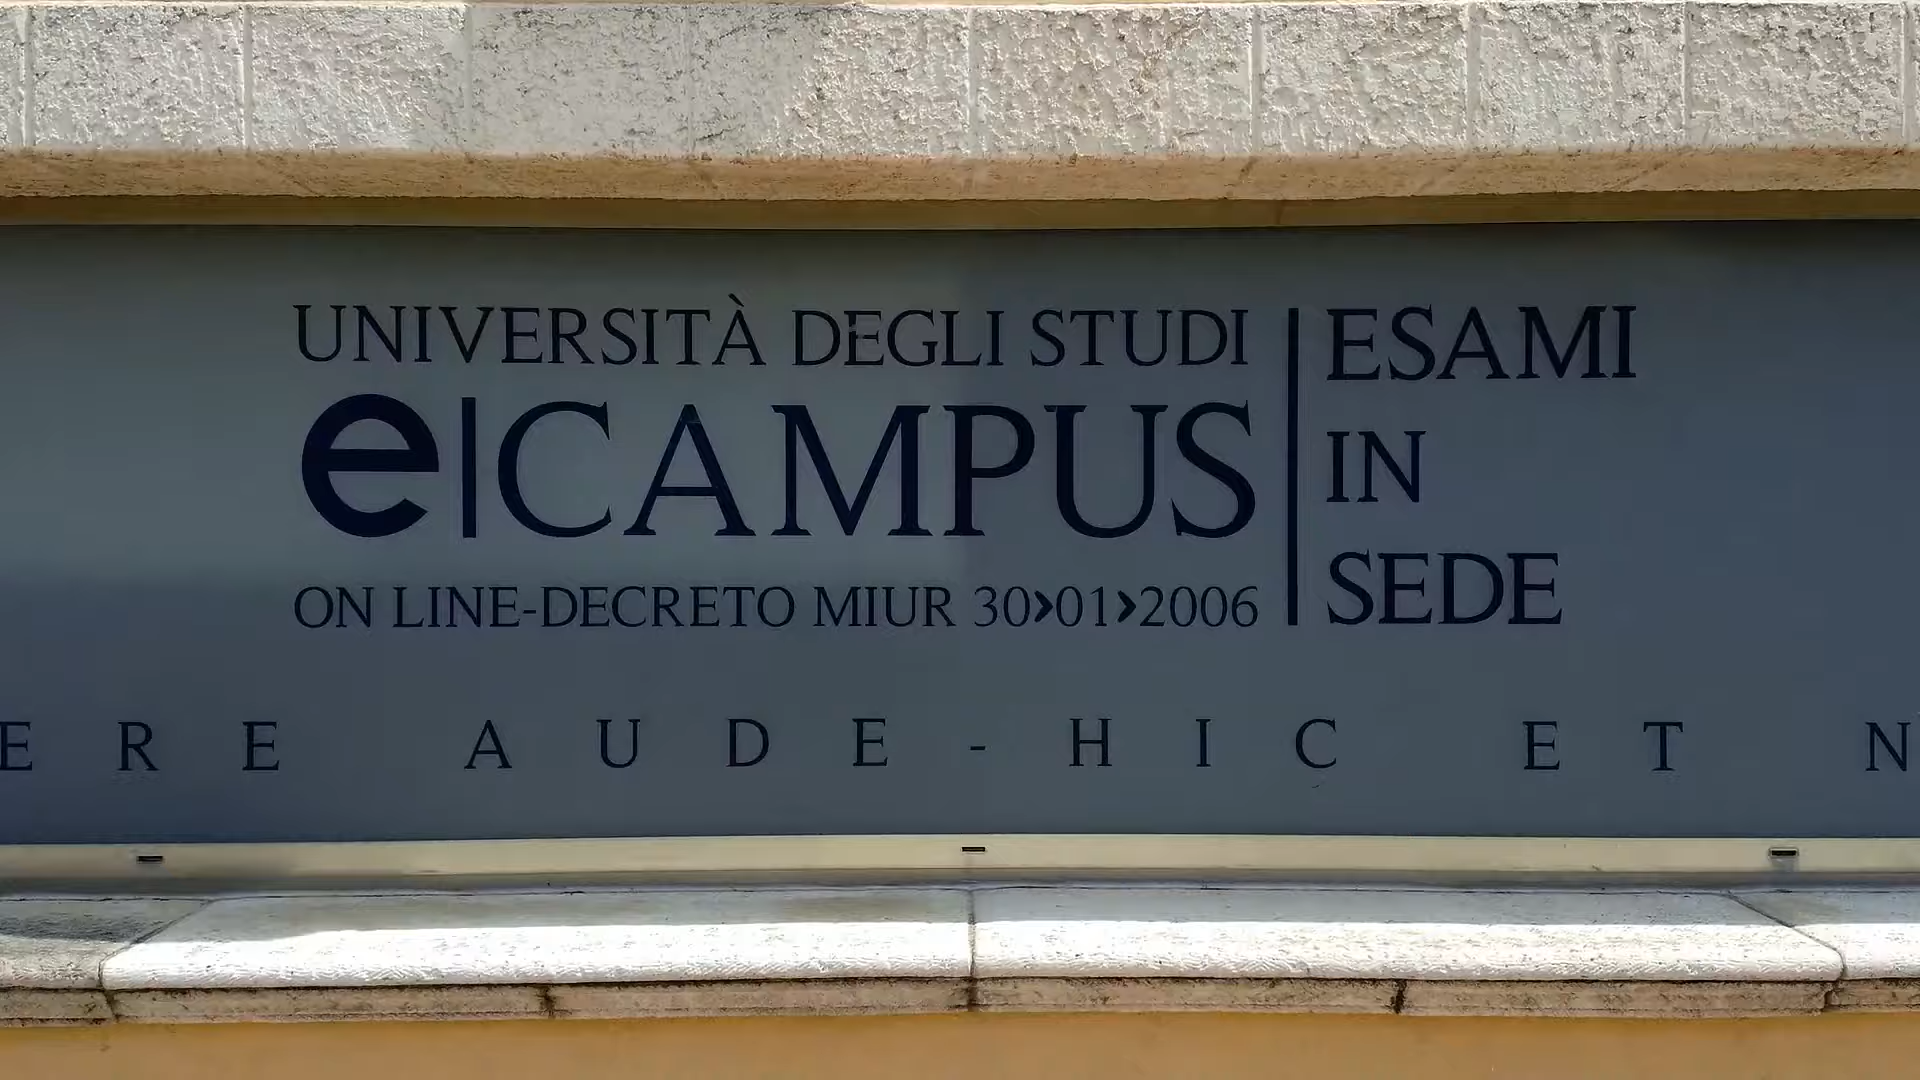 UNIVERSITÀ DEGLI STUDI
e|CAMPUS
ON LINE-DECRETO MIUR 30>01>2006
ESAMI
IN
SEDE
ERE AUDE - HIC ET N